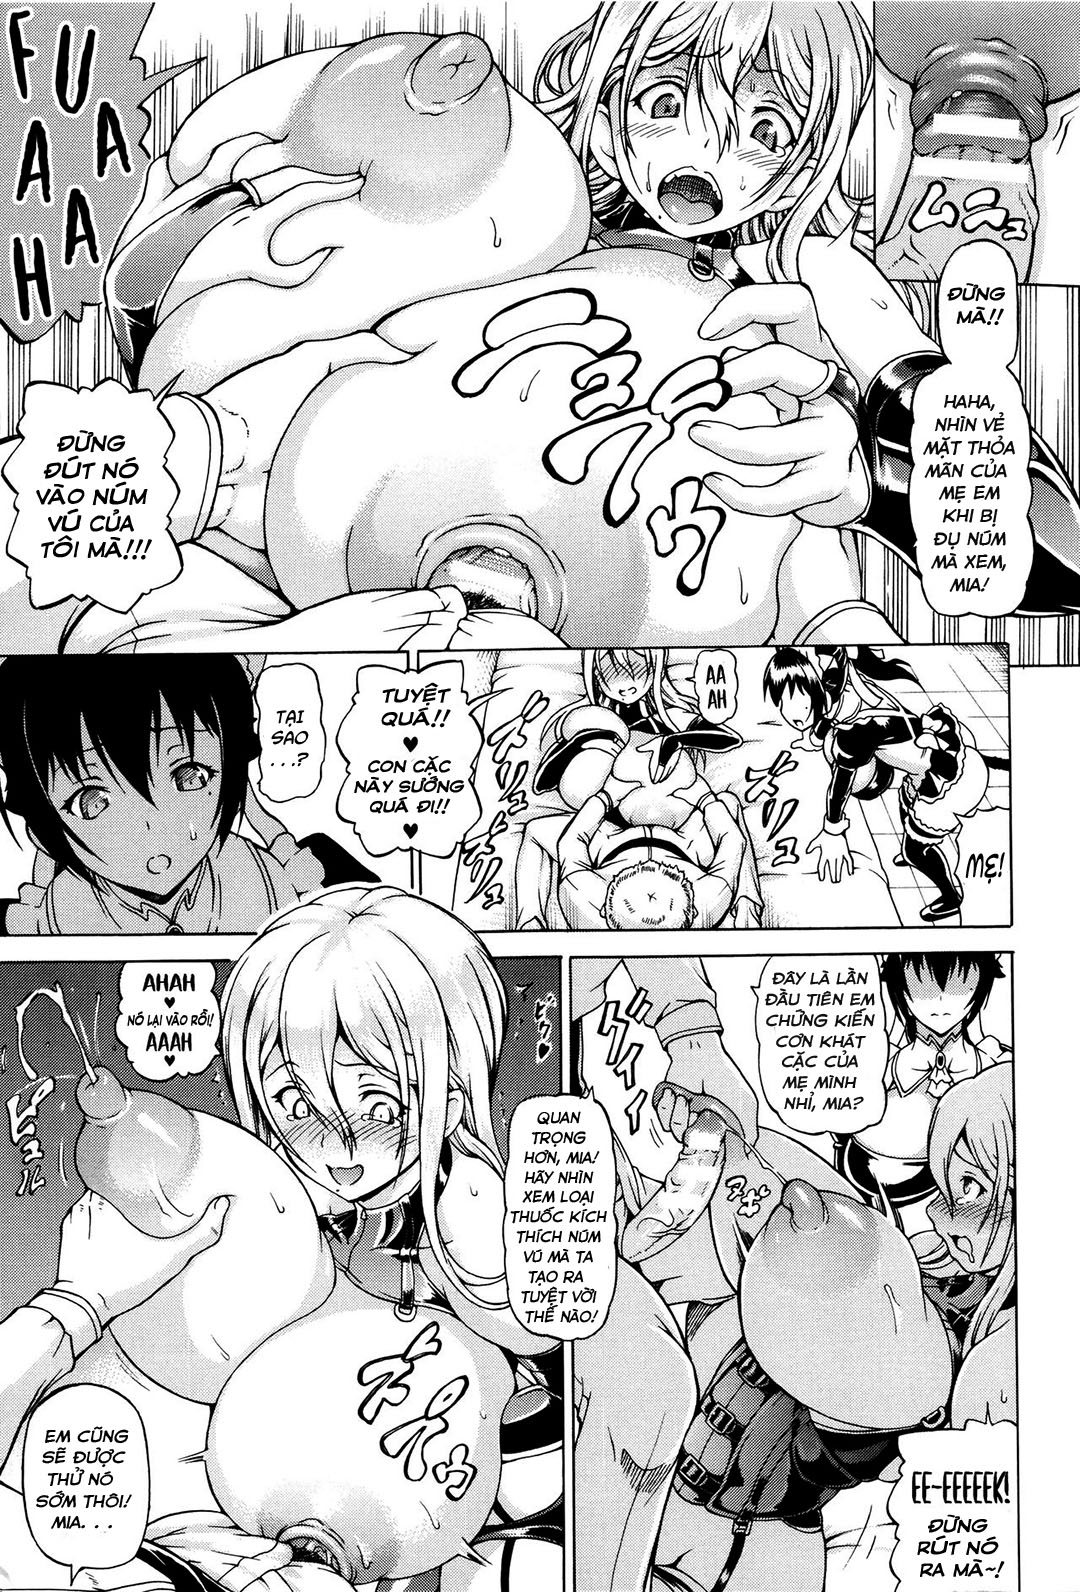 ムニュ
ĐỪNG
MÀ!!
HAHA,
NHÌN VẺ
MẶT THỎA
MÃN CỦA
MẸ EM
KHI BỊ
ĐỤ NÚM
MÀ XEM,
MIA!
FUAAAAH
ĐỪNG
ĐÚT NÓ
VÀO NÚM
VÚ CỦA
TÔI MÀ!!!
MẸ!
AA
AH
TUYỆT
QUÁ!!
♥
CON CẶC
NÀY SƯỚNG
QUÁ ĐI!!
♥
TẠI
SAO
. . .?
ĐÂY LÀ LẦN
ĐẦU TIÊN EM
CHỨNG KIẾN
CƠN KHÁT
CẶC CỦA
MẸ MÌNH
NHỈ, MIA?
EE-EEEEEK!
ĐỪNG
RÚT NÓ
RA MÀ~!
QUAN
TRỌNG
HƠN, MIA!
HÃY NHÌN
XEM LOẠI
THUỐC KÍCH
THÍCH NÚM
VÚ MÀ TA
TẠO RA
TUYỆT VỜI
THẾ NÀO!
AHAH
♥
NÓ LẠI VÀO RỒI!
AAAH
♥
EM CŨNG
SẼ ĐƯỢC
THỬ NÓ
SỚM THÔI!
MIA. . .